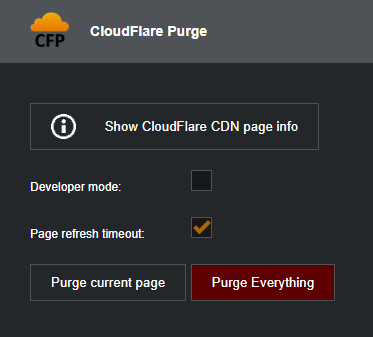 CFP
CloudFlare Purge
Show CloudFlare CDN page info
Developer mode:
Page refresh timeout:
Purge current page
Purge Everything